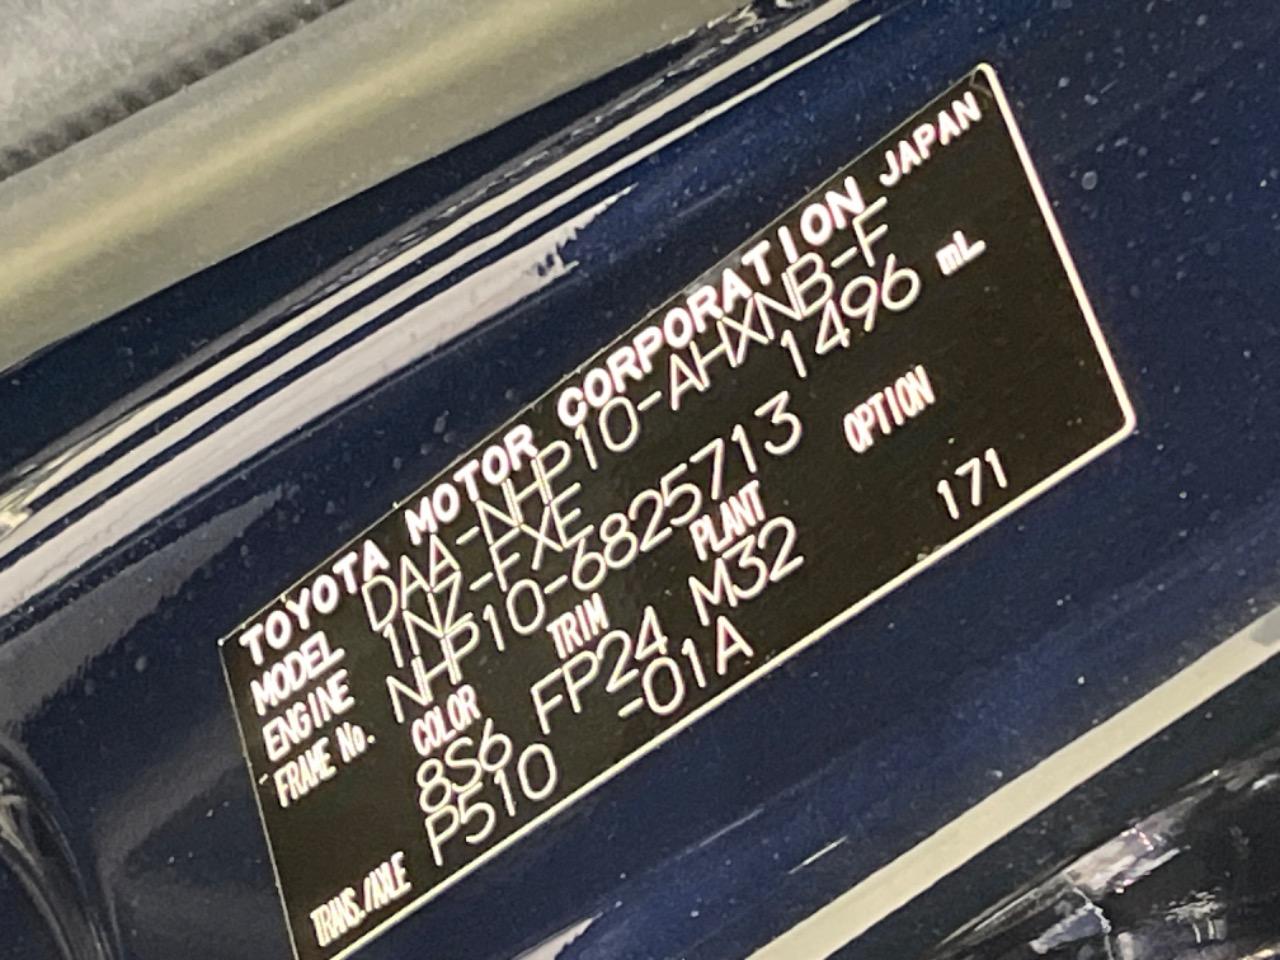 TOYOTA MOTOR CORPORATION JAPAN
MODEL DAA-NHP10-AHXNB-F
ENGINE 1NZ-FXE 1496 mL
FRAME No. NHP10-6825713
COLOR TRIM PLANT OPTION
8S6 FP24 M32 171
P510 -01A
TRANS./AXLE